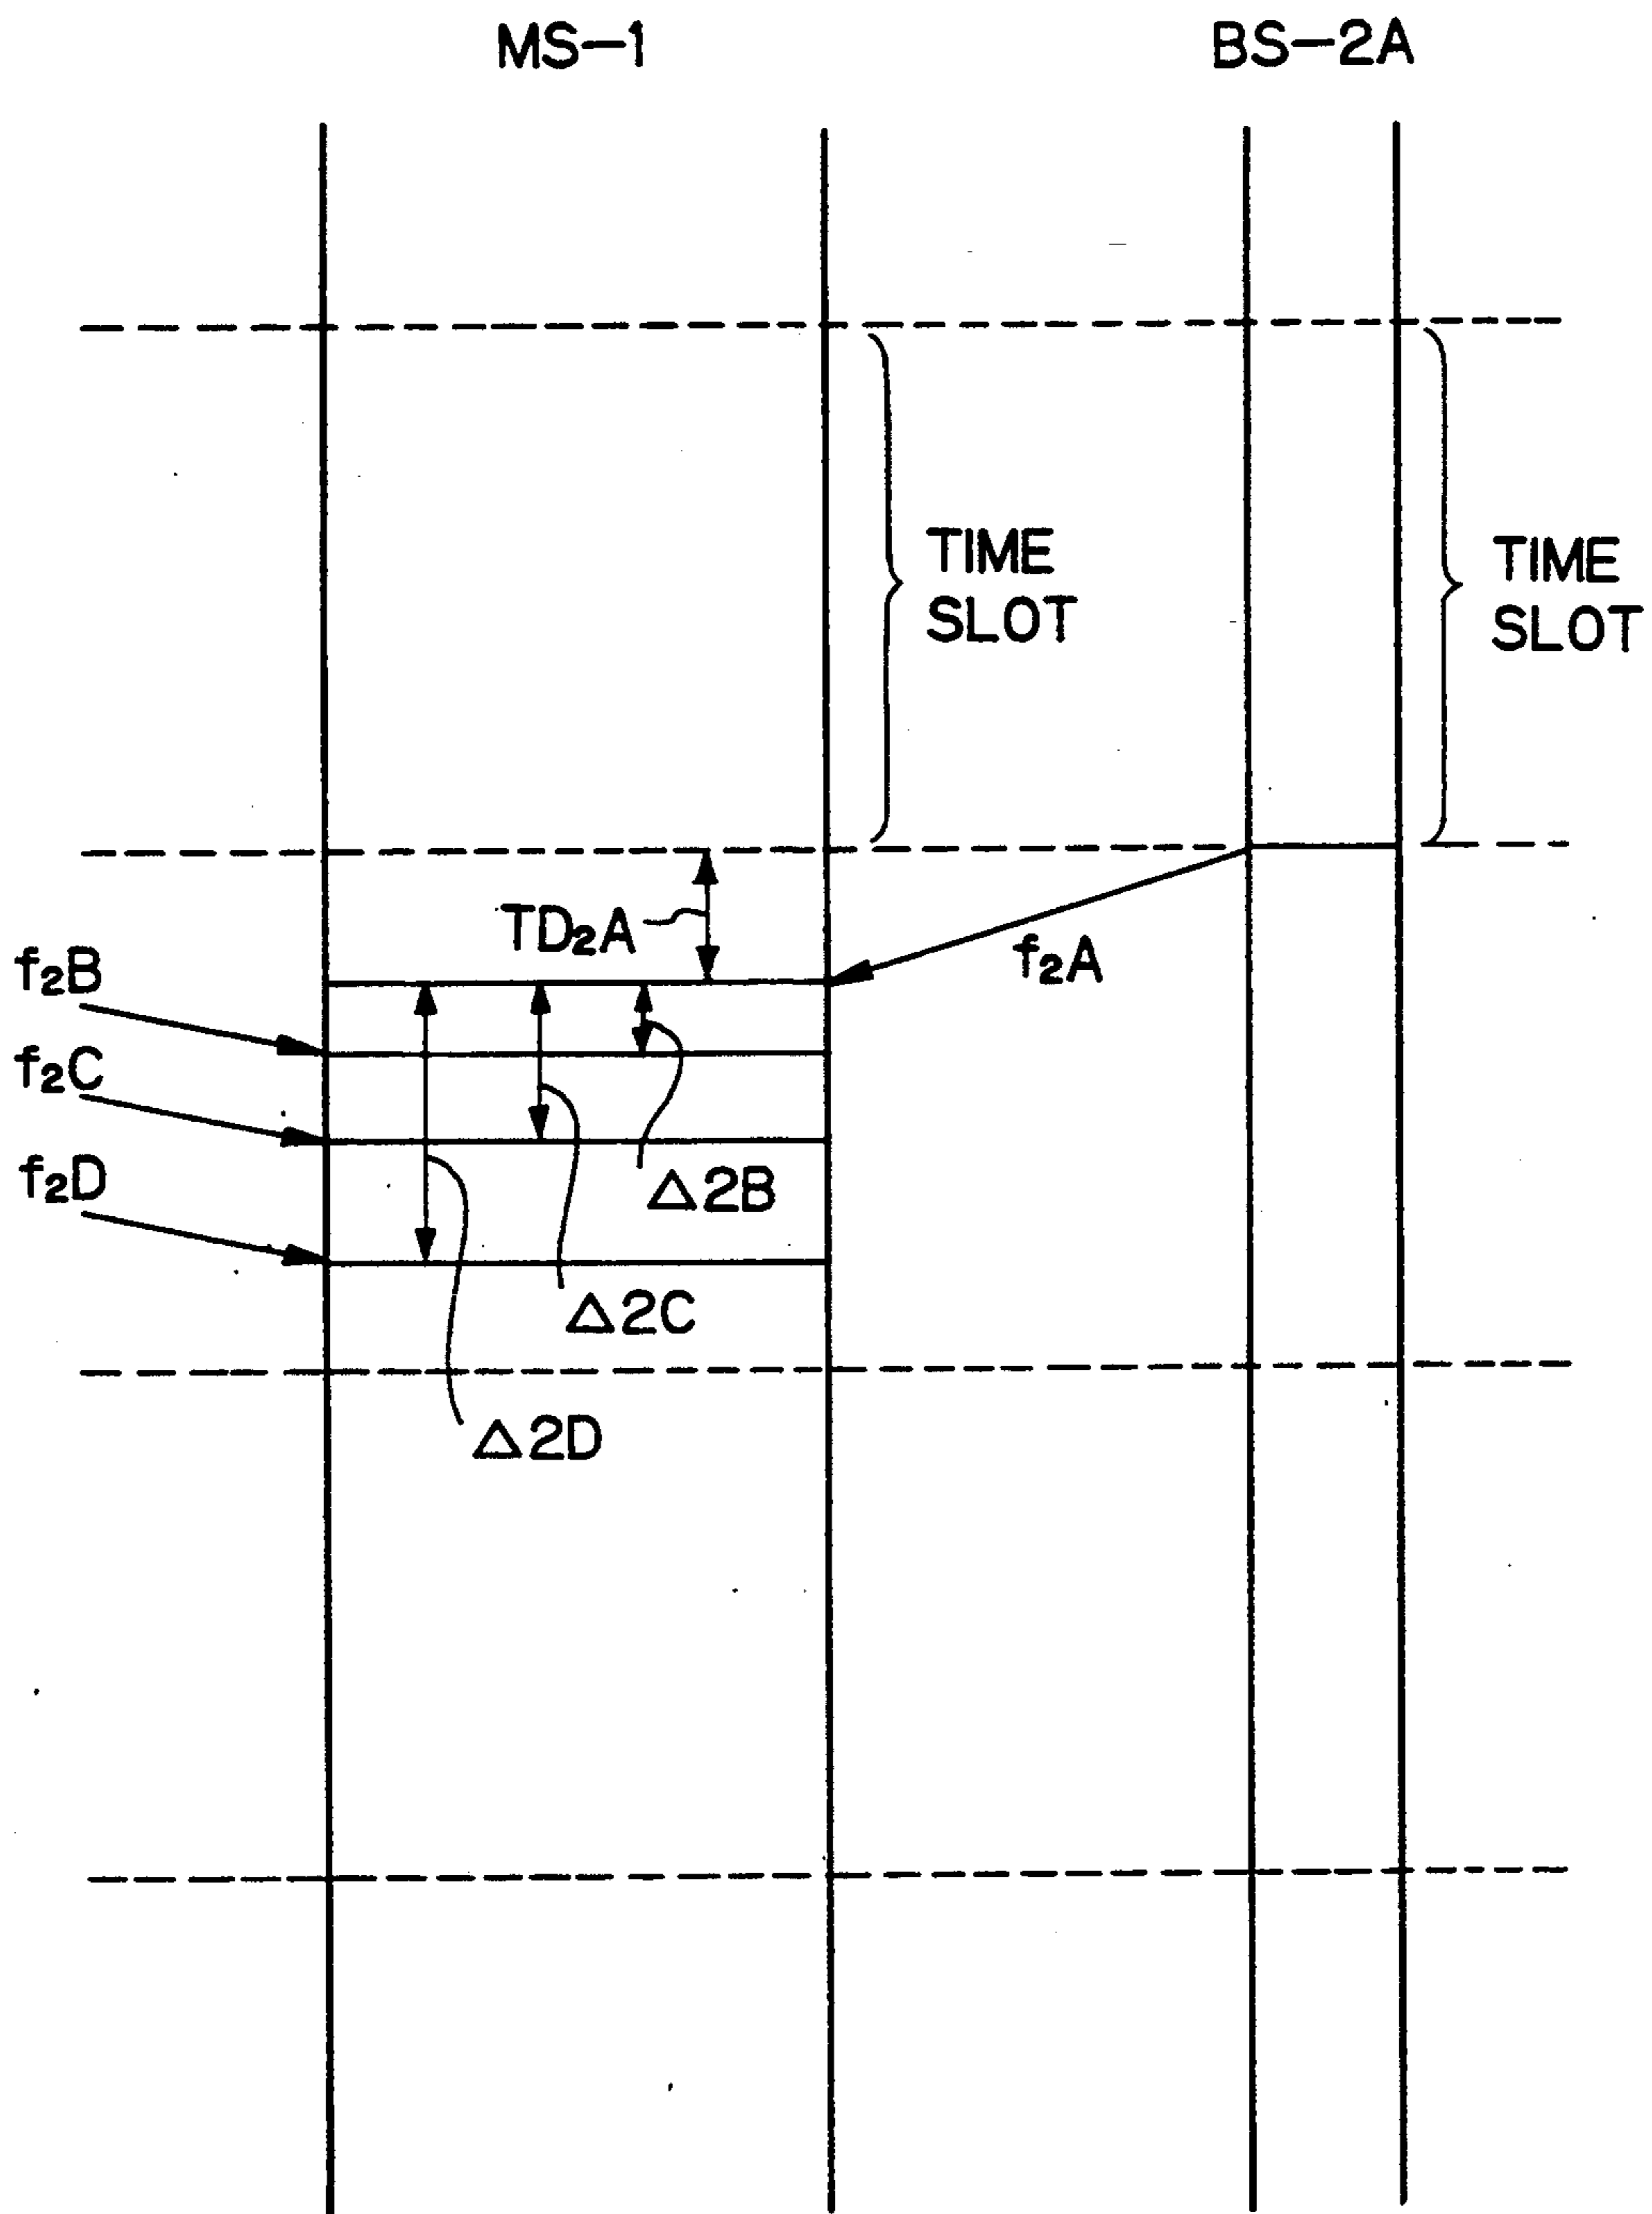 MS-1
BS-2A
TIME
SLOT
TIME
SLOT
TD₂A
f₂A
f₂B
f₂C
f₂D
Δ2B
Δ2C
Δ2D